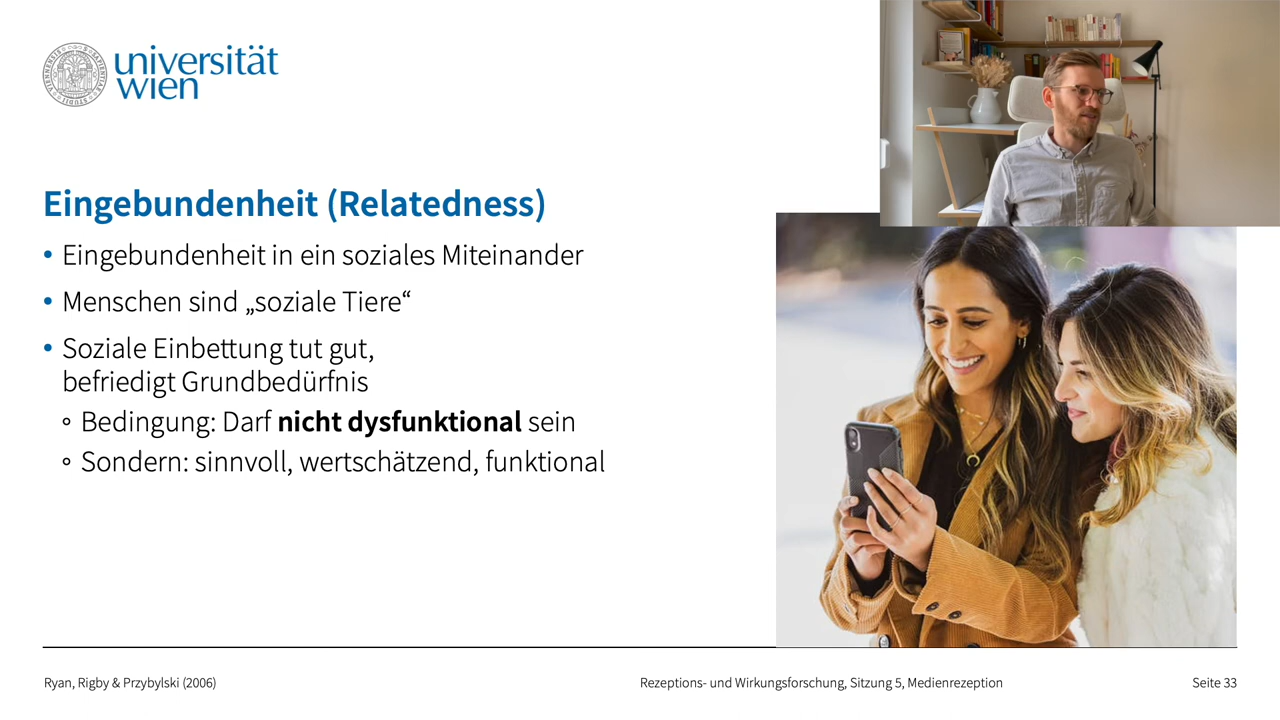 universität
wien
Eingebundenheit (Relatedness)
• Eingebundenheit in ein soziales Miteinander
• Menschen sind „soziale Tiere“
• Soziale Einbettung tut gut,
befriedigt Grundbedürfnis
◦ Bedingung: Darf nicht dysfunktional sein
◦ Sondern: sinnvoll, wertschätzend, funktional
Ryan, Rigby & Przybylski (2006)
Rezeptions- und Wirkungsforschung, Sitzung 5, Medienrezeption
Seite 33